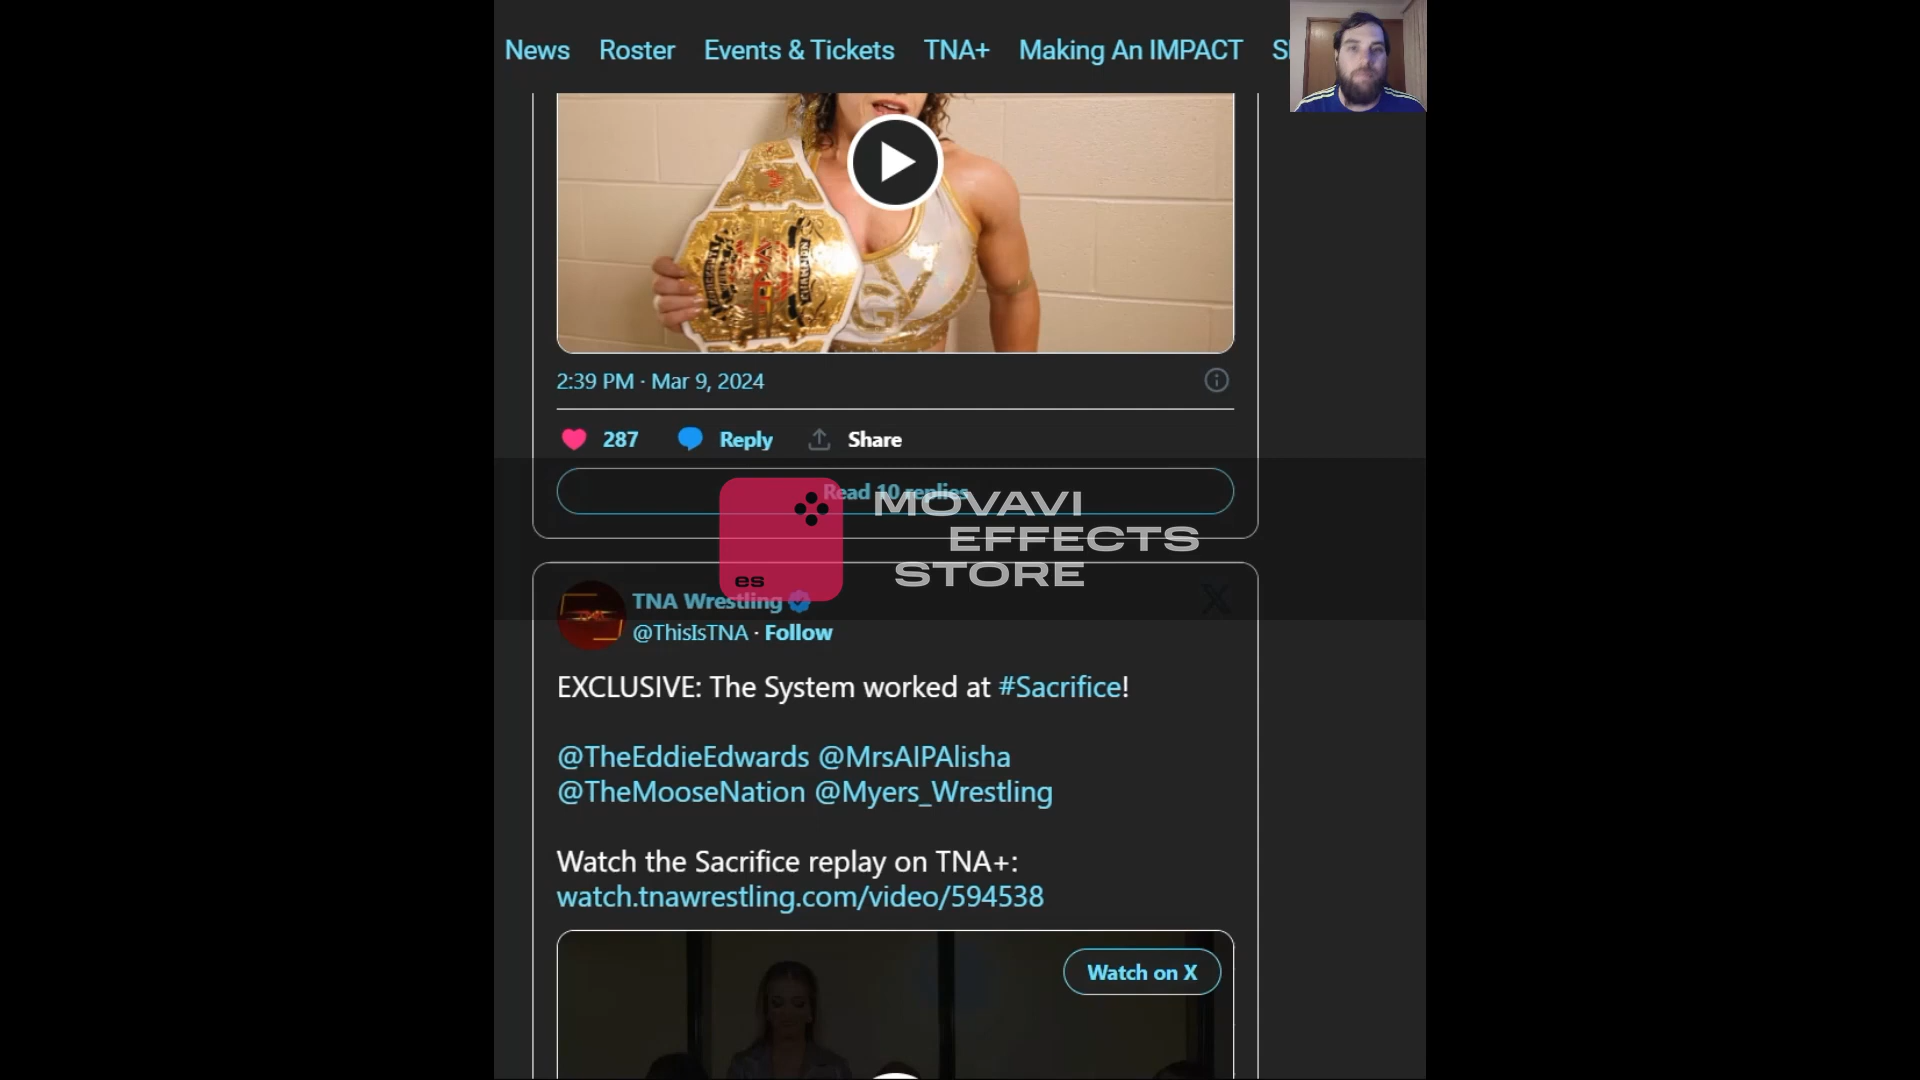 News Roster Events & Tickets TNA+ Making An IMPACT
CHAMPION
GV
2:39 PM · Mar 9, 2024
287 Reply Share
Read 10 replies
MOVAVI
EFFECTS
STORE
es
TNA Wrestling
@ThisIsTNA · Follow
EXCLUSIVE: The System worked at #Sacrifice!
@TheEddieEdwards @MrsAIPAlisha
@TheMooseNation @Myers_Wrestling
Watch the Sacrifice replay on TNA+:
watch.tnawrestling.com/video/594538
Watch on X